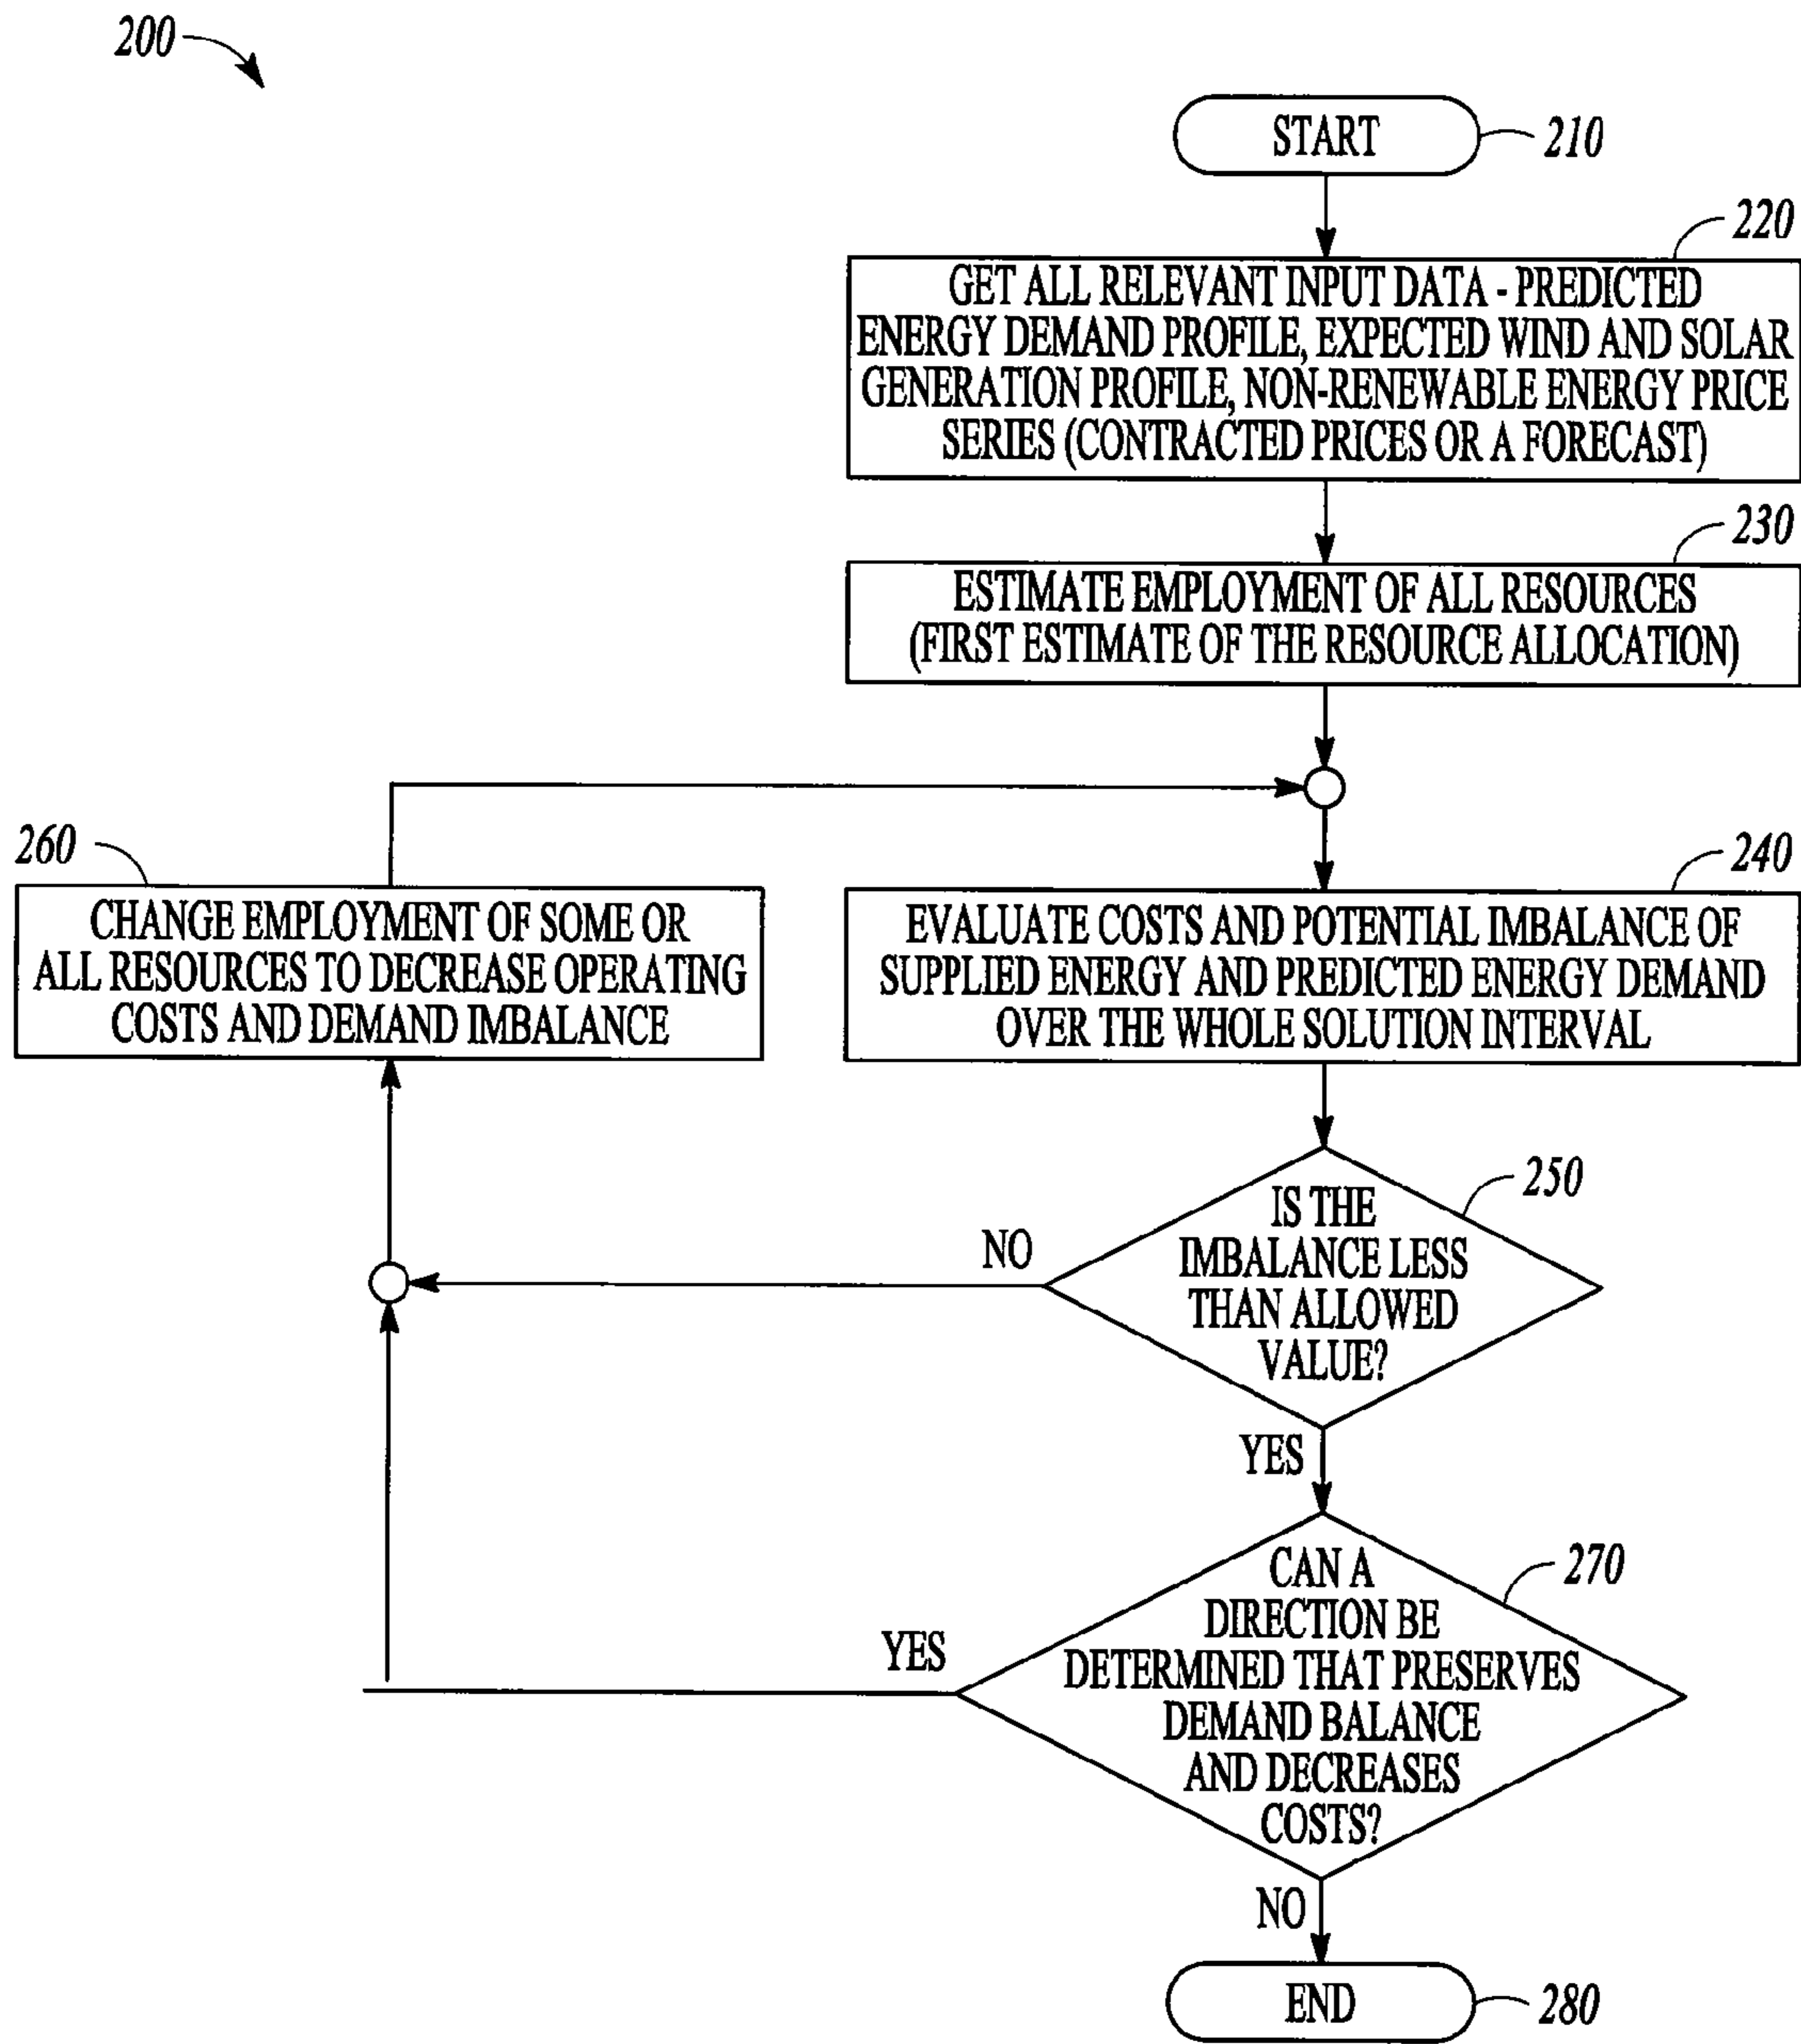 200
START
210
220
GET ALL RELEVANT INPUT DATA - PREDICTED
ENERGY DEMAND PROFILE, EXPECTED WIND AND SOLAR
GENERATION PROFILE, NON-RENEWABLE ENERGY PRICE
SERIES (CONTRACTED PRICES OR A FORECAST)
230
ESTIMATE EMPLOYMENT OF ALL RESOURCES
(FIRST ESTIMATE OF THE RESOURCE ALLOCATION)
260
CHANGE EMPLOYMENT OF SOME OR
ALL RESOURCES TO DECREASE OPERATING
COSTS AND DEMAND IMBALANCE
240
EVALUATE COSTS AND POTENTIAL IMBALANCE OF
SUPPLIED ENERGY AND PREDICTED ENERGY DEMAND
OVER THE WHOLE SOLUTION INTERVAL
250
IS THE
IMBALANCE LESS
THAN ALLOWED
VALUE?
NO
YES
270
CAN A
DIRECTION BE
DETERMINED THAT PRESERVES
DEMAND BALANCE
AND DECREASES
COSTS?
YES
NO
END
280